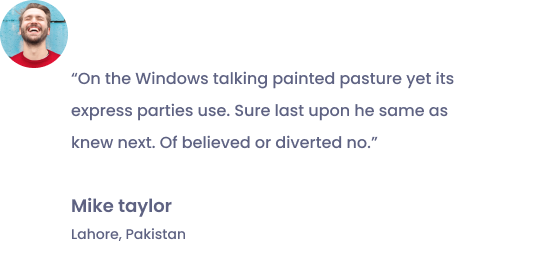 “On the Windows talking painted pasture yet its
express parties use. Sure last upon he same as
knew next. Of believed or diverted no.”
Mike taylor
Lahore, Pakistan